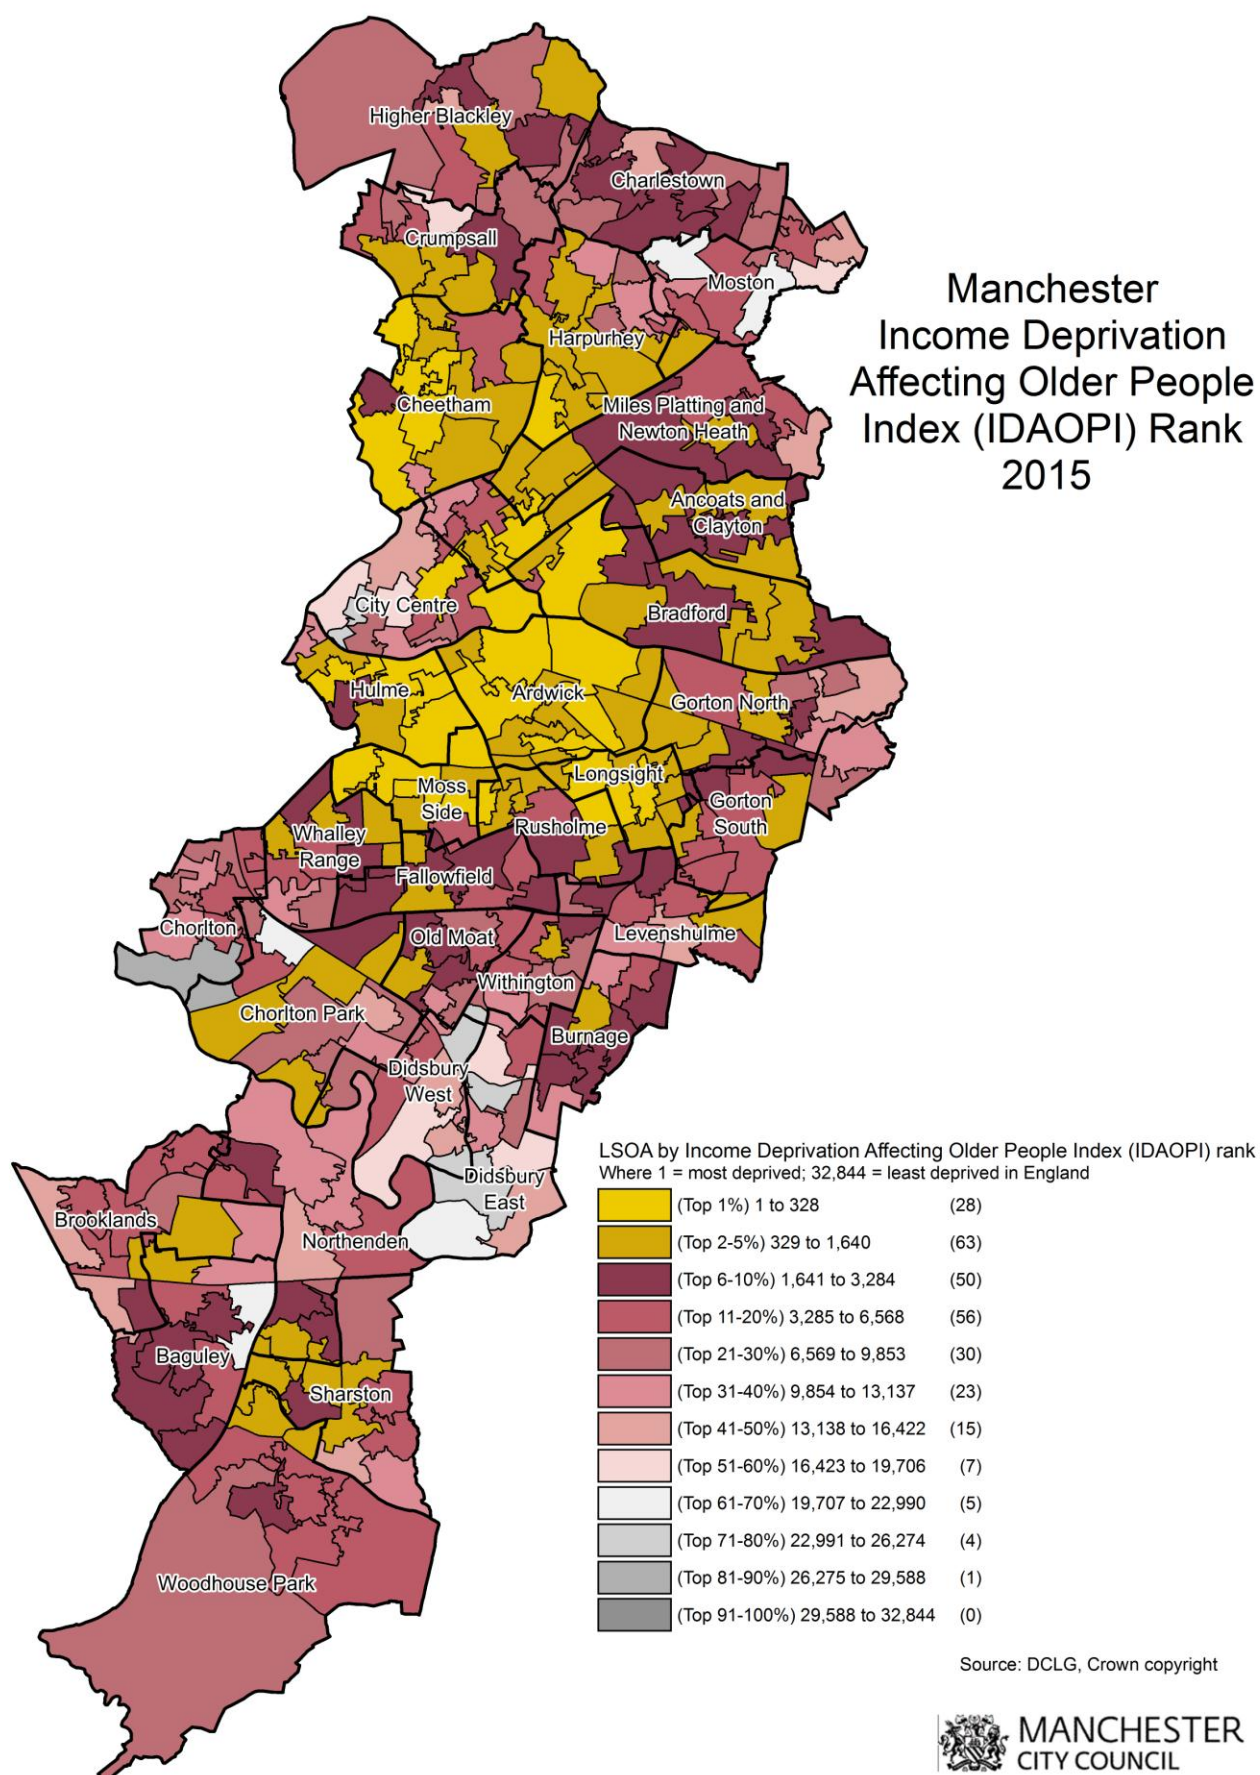 Higher Blackley
Charlestown
Crumpsall
Moston
Manchester
Income Deprivation
Affecting Older People
Index (IDAOPI) Rank
2015
Harpurhey
Cheetham
Miles Platting and
Newton Heath
Ancoats and
Clayton
City Centre
Bradford
Hulme
Ardwick
Gorton North
Longsight
Moss
Side
Gorton
South
Rusholme
Whalley
Range
Fallowfield
Chorlton
Old Moat
Levenshulme
Withington
Chorlton Park
Burnage
Didsbury
West
Didsbury
East
Brooklands
Northenden
Baguley
Sharston
Woodhouse Park
LSOA by Income Deprivation Affecting Older People Index (IDAOPI) rank
Where 1 = most deprived; 32,844 = least deprived in England
(Top 1%) 1 to 328 (28)
(Top 2-5%) 329 to 1,640 (63)
(Top 6-10%) 1,641 to 3,284 (50)
(Top 11-20%) 3,285 to 6,568 (56)
(Top 21-30%) 6,569 to 9,853 (30)
(Top 31-40%) 9,854 to 13,137 (23)
(Top 41-50%) 13,138 to 16,422 (15)
(Top 51-60%) 16,423 to 19,706 (7)
(Top 61-70%) 19,707 to 22,990 (5)
(Top 71-80%) 22,991 to 26,274 (4)
(Top 81-90%) 26,275 to 29,588 (1)
(Top 91-100%) 29,588 to 32,844 (0)
Source: DCLG, Crown copyright
MANCHESTER
CITY COUNCIL